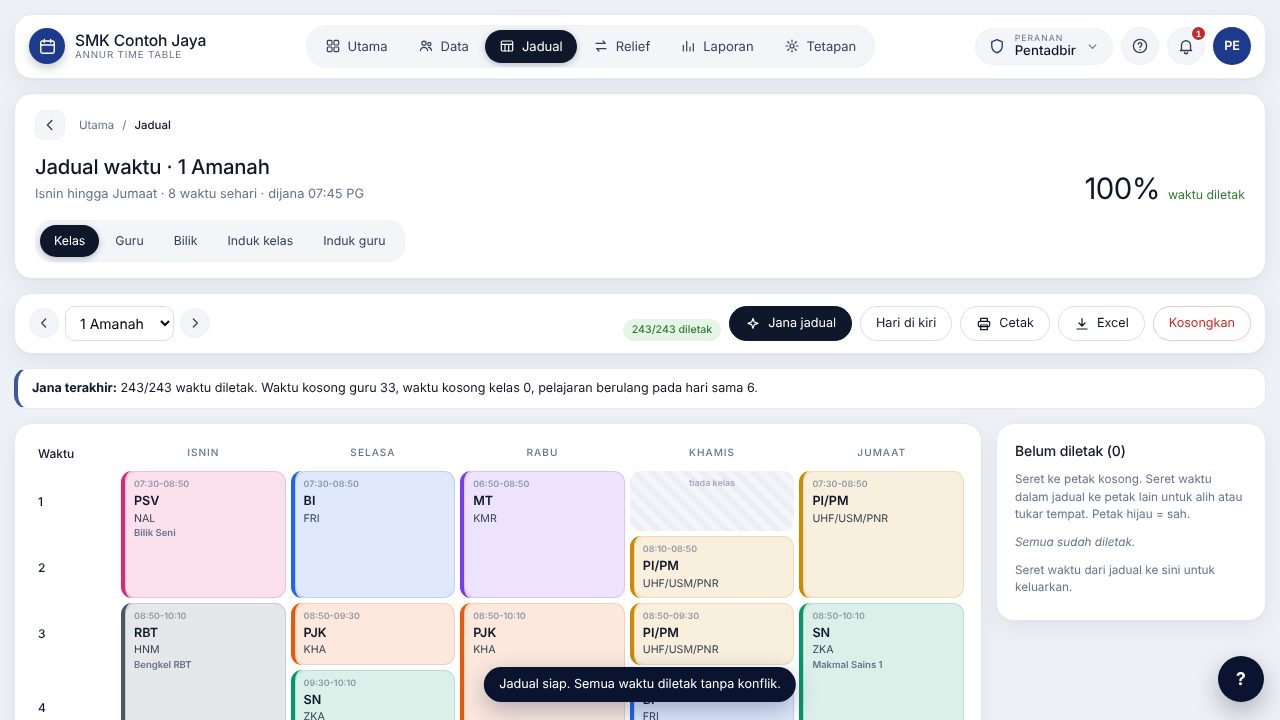 SMK Contoh Jaya
ANNUR TIME TABLE
Utama
Data
Jadual
Relief
Laporan
Tetapan
PERANAN
Pentadbir
1
PE
Utama / Jadual
Jadual waktu · 1 Amanah
Isnin hingga Jumaat · 8 waktu sehari · dijana 07:45 PG
100% waktu diletak
Kelas
Guru
Bilik
Induk kelas
Induk guru
1 Amanah
243/243 diletak
Jana jadual
Hari di kiri
Cetak
Excel
Kosongkan
Jana terakhir: 243/243 waktu diletak. Waktu kosong guru 33, waktu kosong kelas 0, pelajaran berulang pada hari sama 6.
Waktu
ISNIN
SELASA
RABU
KHAMIS
JUMAAT
1
07:30-08:50
PSV
NAL
Bilik Seni
07:30-08:50
BI
FRI
06:50-08:50
MT
KMR
tiada kelas
07:30-08:50
PI/PM
UHF/USM/PNR
2
08:10-08:50
PI/PM
UHF/USM/PNR
3
08:50-10:10
RBT
HNM
Bengkel RBT
08:50-09:30
PJK
KHA
08:50-10:10
PJK
KHA
08:50-09:30
PI/PM
UHF/USM/PNR
08:50-10:10
SN
ZKA
Makmal Sains 1
4
09:30-10:10
SN
ZKA
FRI
Jadual siap. Semua waktu diletak tanpa konflik.
Belum diletak (0)
Seret ke petak kosong. Seret waktu
dalam jadual ke petak lain untuk alih atau
tukar tempat. Petak hijau = sah.
Semua sudah diletak.
Seret waktu dari jadual ke sini untuk
keluarkan.
?